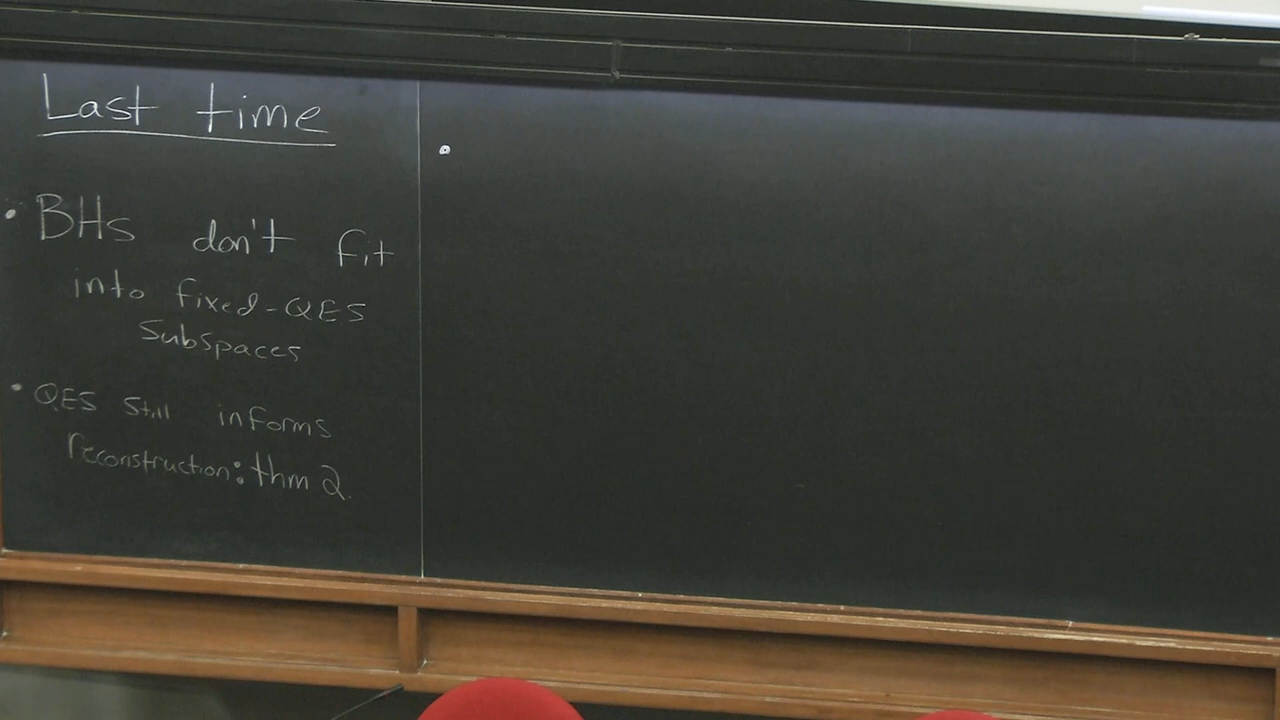 Last time
• BHs don't fit
into fixed-QES
Subspaces
• QES still informs
reconstruction: thm 2.
•